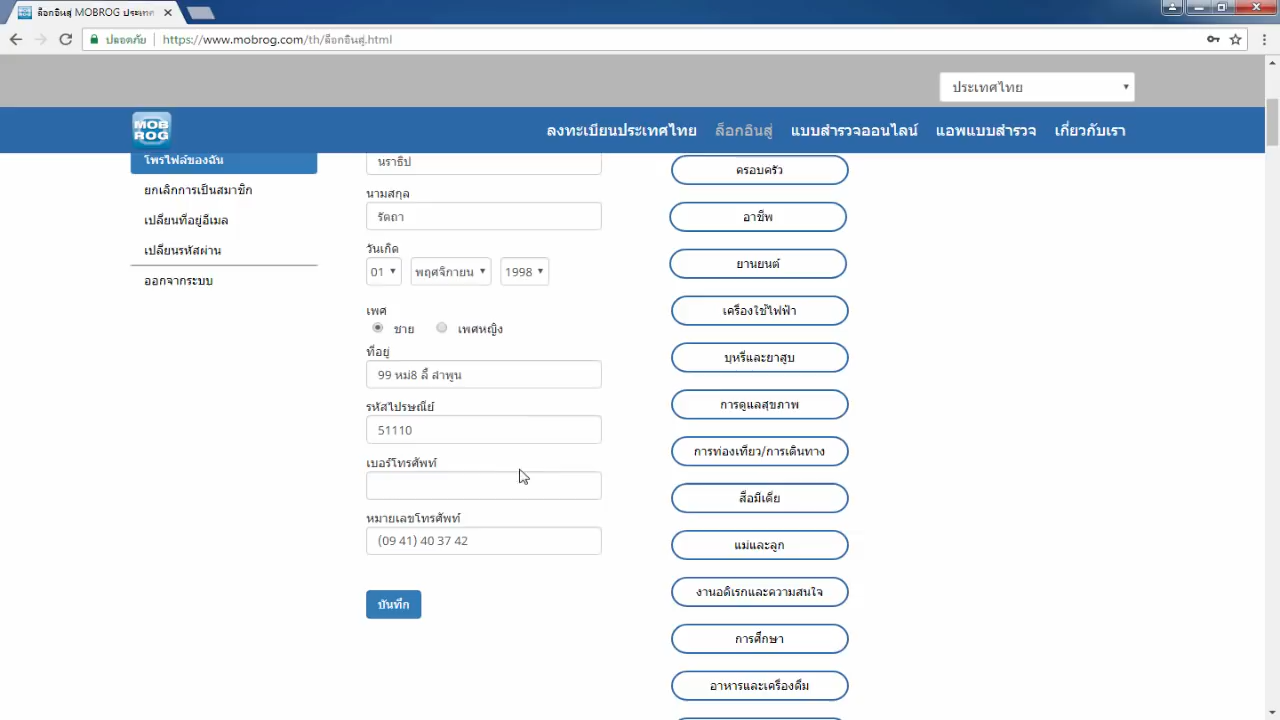 ล็อกอินสู่ MOBROG ประเทศ
ปลอดภัย
https://www.mobrog.com/th/ล็อกอินสู่.html
ประเทศไทย
MOB
ROG
ลงทะเบียนประเทศไทย ล็อกอินสู่ แบบสำรวจออนไลน์ แอพแบบสำรวจ เกี่ยวกับเรา
โพรไฟล์ของฉัน
ยกเลิกการเป็นสมาชิก
เปลี่ยนที่อยู่อีเมล
เปลี่ยนรหัสผ่าน
ออกจากระบบ
นราธิป
นามสกุล
รัตถา
วันเกิด
01 พฤศจิกายน 1998
เพศ
ชาย เพศหญิง
ที่อยู่
99 หม่8 ลี้ ลำพูน
รหัสไปรษณีย์
51110
เบอร์โทรศัพท์
หมายเลขโทรศัพท์
(09 41) 40 37 42
บันทึก
ครอบครัว
อาชีพ
ยานยนต์
เครื่องใช้ไฟฟ้า
บุหรี่และยาสูบ
การดูแลสุขภาพ
การท่องเที่ยว/การเดินทาง
สื่อมีเดีย
แม่และลูก
งานอดิเรกและความสนใจ
การศึกษา
อาหารและเครื่องดื่ม